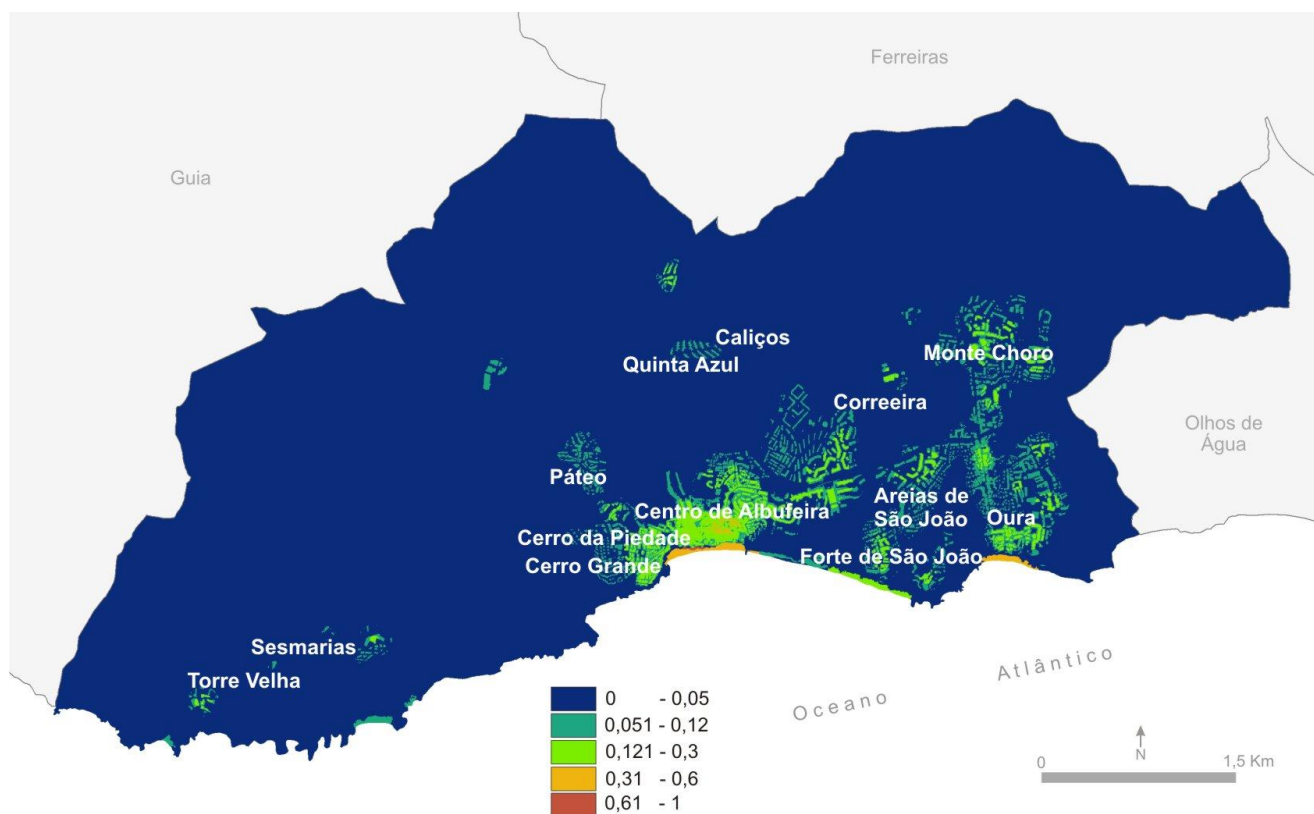 Ferreiras
Guia
Caliços
Quinta Azul
Monte Choro
Correeira
Olhos de
Água
Páteo
Areias de
São João
Centro de Albufeira
Oura
Cerro da Piedade
Forte de São João
Cerro Grande
Sesmarias
Torre Velha
Oceano Atlântico
0 - 0,05
0,051 - 0,12
0,121 - 0,3
0,31 - 0,6
0,61 - 1
N
0 1,5 Km